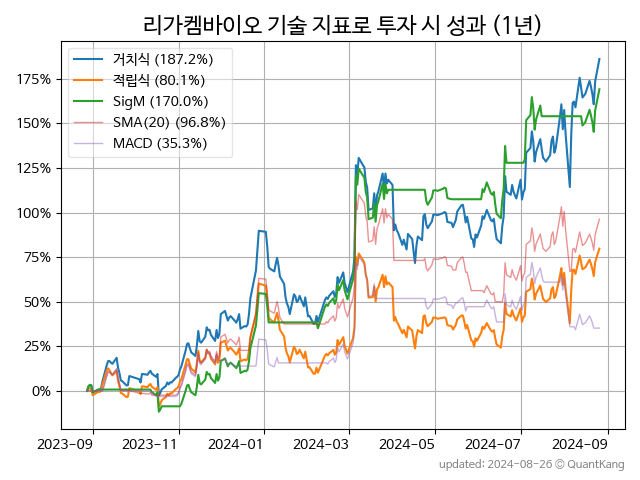 리가켐바이오 기술 지표로 투자 시 성과 (1년)
거치식 (187.2%)
적립식 (80.1%)
SigM (170.0%)
SMA(20) (96.8%)
MACD (35.3%)
175%
150%
125%
100%
75%
50%
25%
0%
2023-09 2023-11 2024-01 2024-03 2024-05 2024-07 2024-09
updated: 2024-08-26 © QuantKang